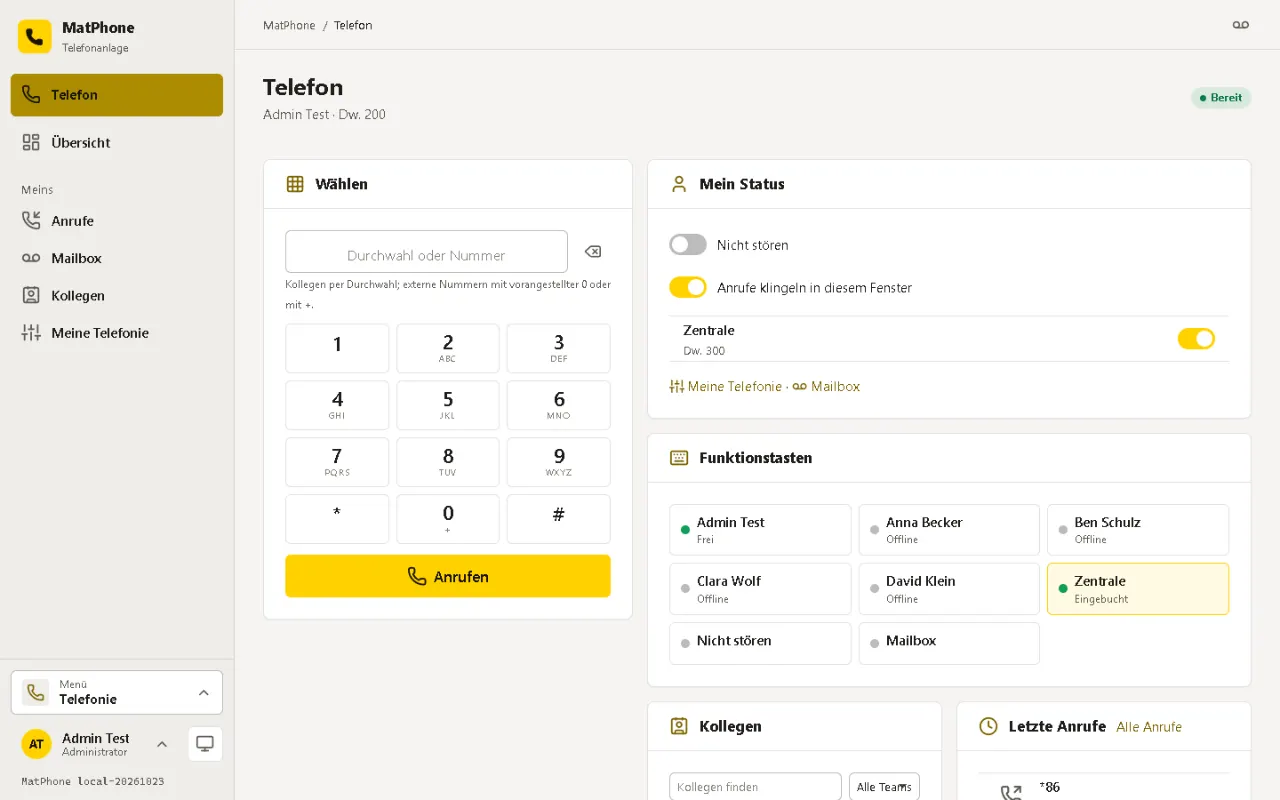 MatPhone
Telefonanlage
Telefon
Übersicht
Meins
Anrufe
Mailbox
Kollegen
Meine Telefonie
Menü
Telefonie
AT
Admin Test
Administrator
MatPhone local-20261023
MatPhone / Telefon
Telefon
Admin Test · Dw. 200
Bereit
Wählen
Durchwahl oder Nummer
Kollegen per Durchwahl; externe Nummern mit vorangestellter 0 oder
mit +.
1
2
ABC
3
DEF
4
GHI
5
JKL
6
MNO
7
PQRS
8
TUV
9
WXYZ
*
0
+
#
Anrufen
Mein Status
Nicht stören
Anrufe klingeln in diesem Fenster
Zentrale
Dw. 300
Meine Telefonie · Mailbox
Funktionstasten
Admin Test
Frei
Anna Becker
Offline
Ben Schulz
Offline
Clara Wolf
Offline
David Klein
Offline
Zentrale
Eingebucht
Nicht stören
Mailbox
Kollegen
Kollegen finden
Alle Teams
Letzte Anrufe Alle Anrufe
*86